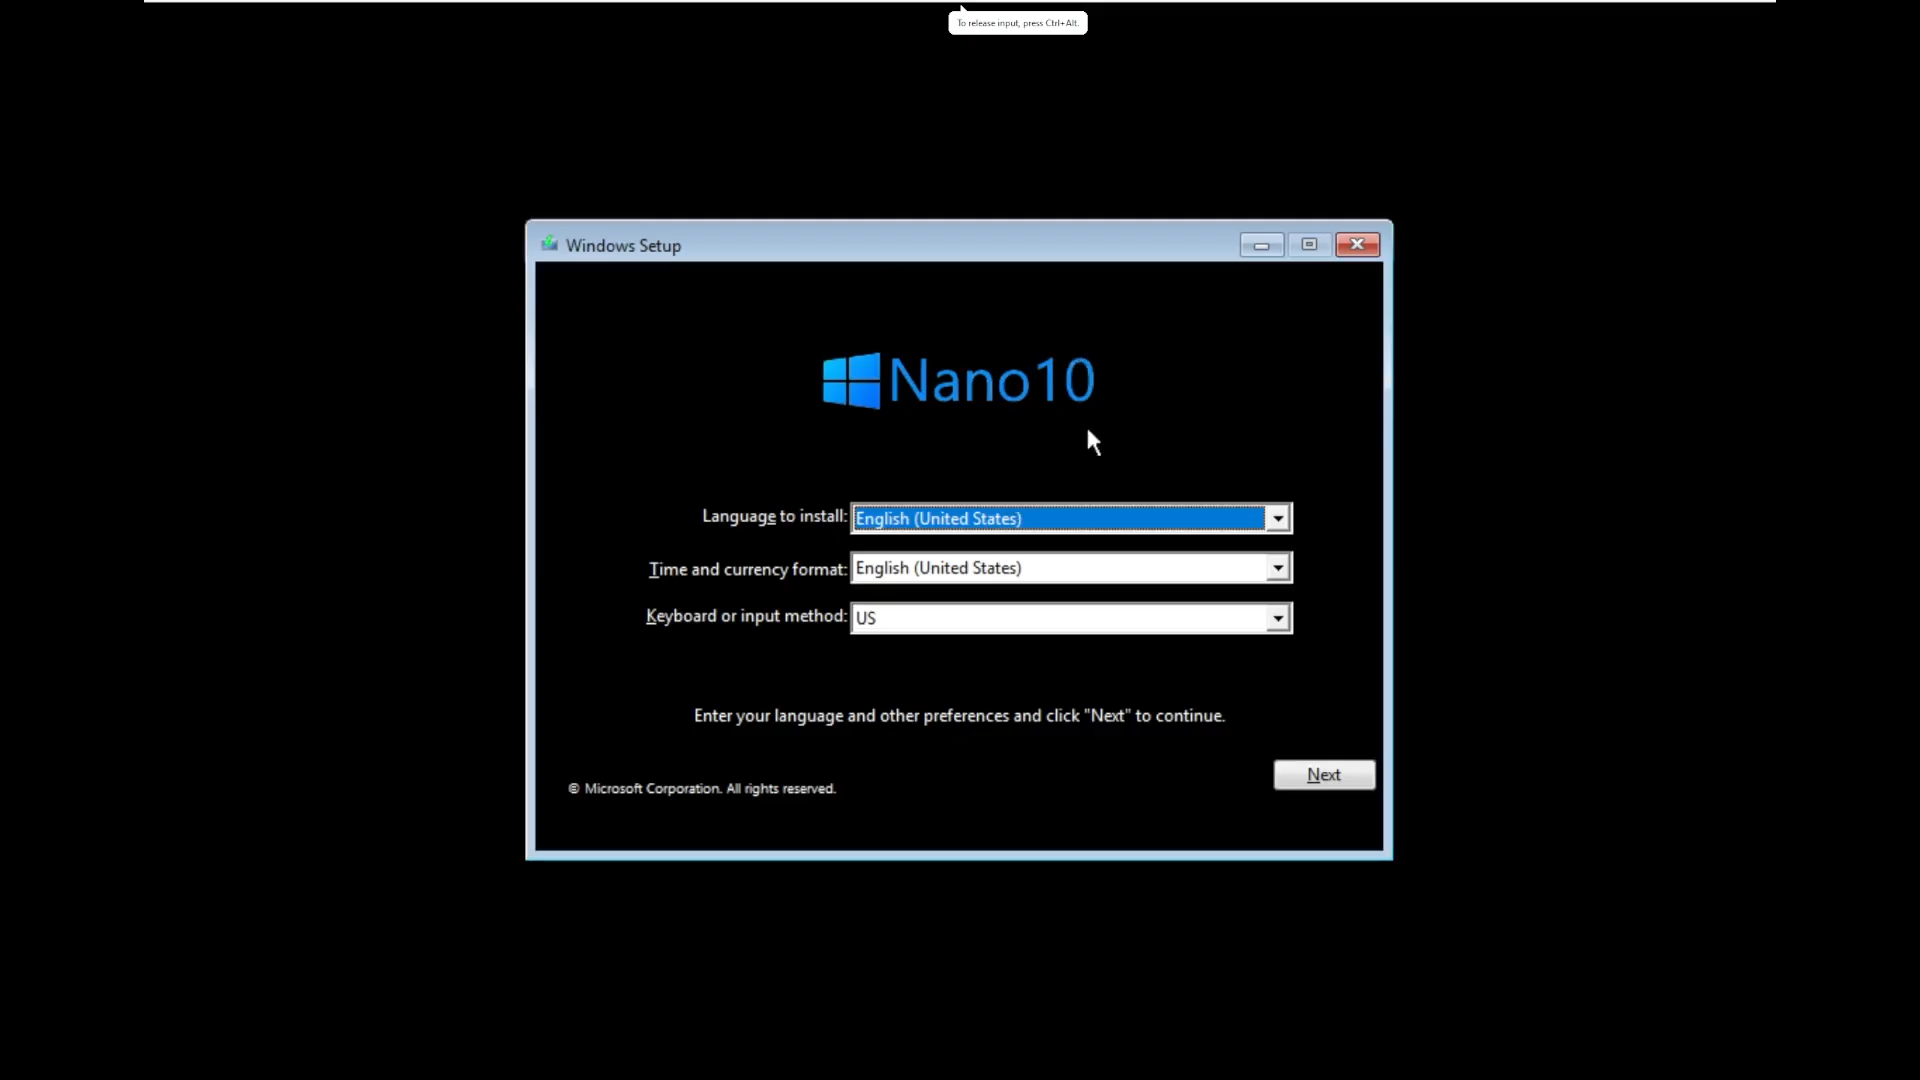 To release input, press Ctrl+Alt.
Windows Setup
Nano10
Language to install: English (United States)
Time and currency format: English (United States)
Keyboard or input method: US
Enter your language and other preferences and click "Next" to continue.
Next
© Microsoft Corporation. All rights reserved.